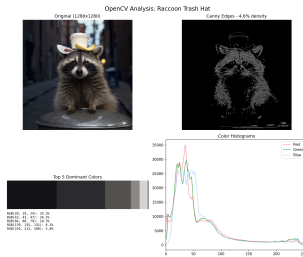 OpenCV Analysis: Raccoon Trash Hat
Original (1280x1280)
Canny Edges - 4.6% density
Top 5 Dominant Colors
Color Histograms
Red
Green
Blue
35000
30000
25000
20000
15000
10000
5000
0
0 50 100 150 200